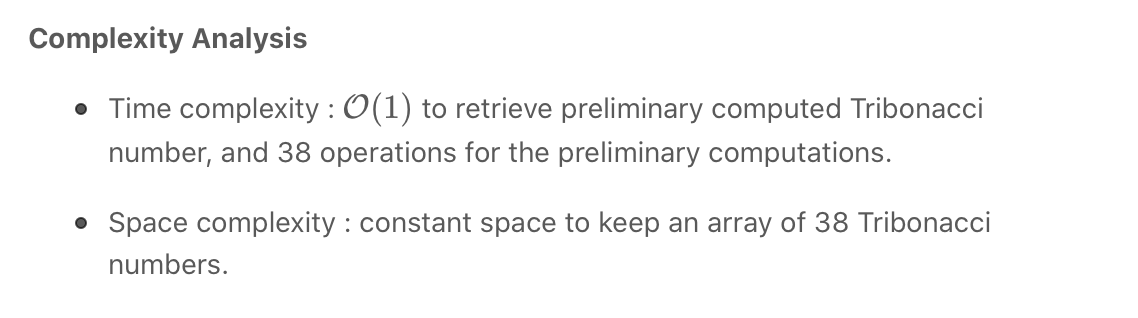 Complexity Analysis
• Time complexity : O(1) to retrieve preliminary computed Tribonacci
number, and 38 operations for the preliminary computations.
• Space complexity : constant space to keep an array of 38 Tribonacci
numbers.